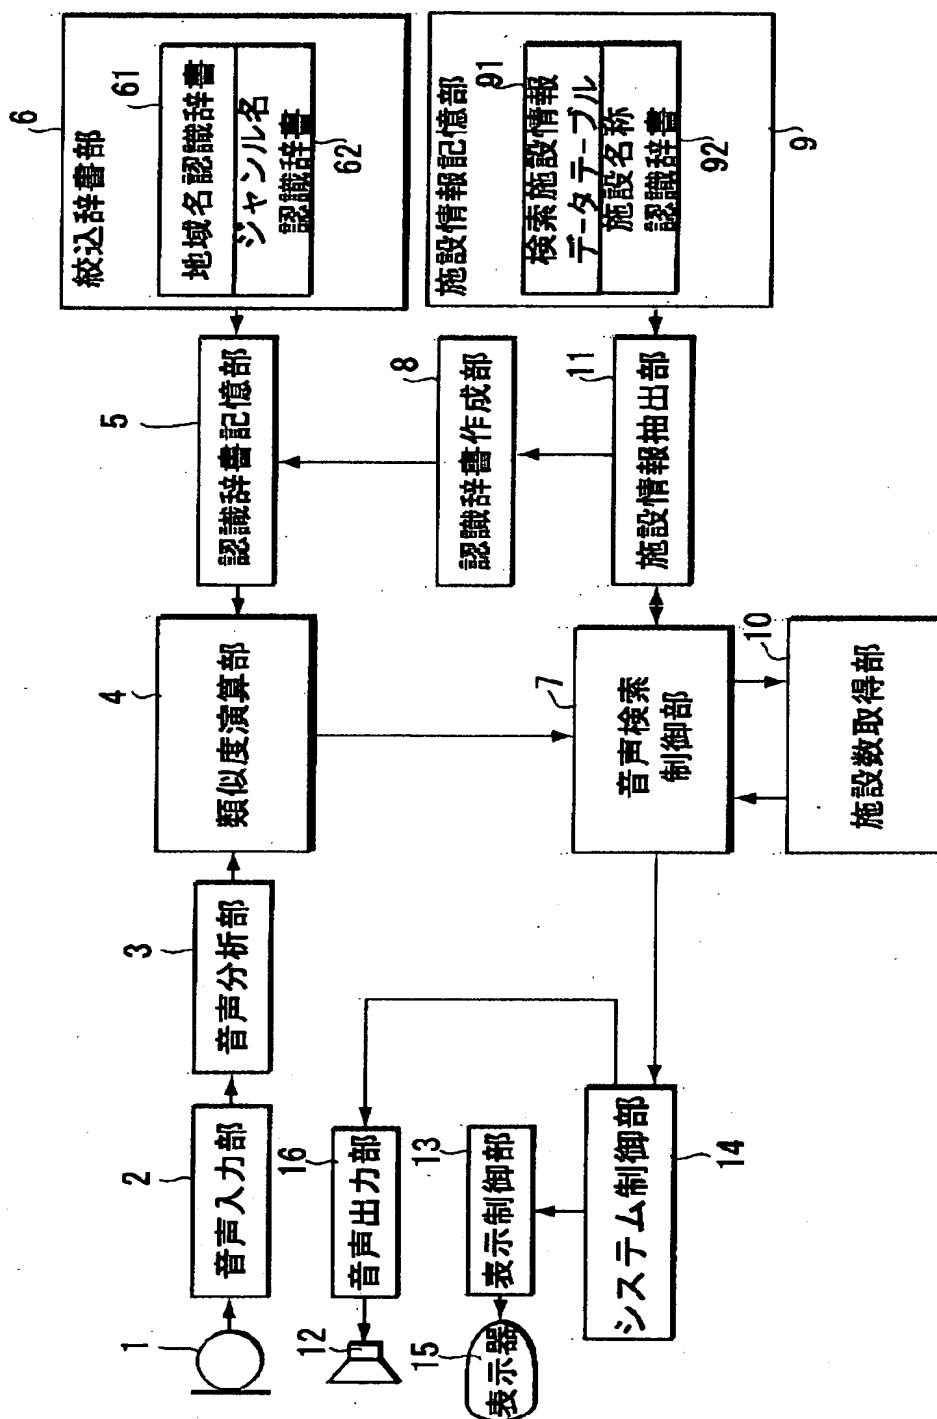 1
2
音声入力部
3
音声分析部
4
類似度演算部
5
認識辞書記憶部
6
絞込辞書部
61
地域名認識辞書
ジャンル名
認識辞書
62
16
音声出力部
12
13
表示制御部
15
表示器
システム制御部
14
7
音声検索
制御部
8
認識辞書作成部
11
施設情報抽出部
施設情報記憶部
91
検索施設情報
データテーブル
施設名称
認識辞書
92
9
10
施設数取得部